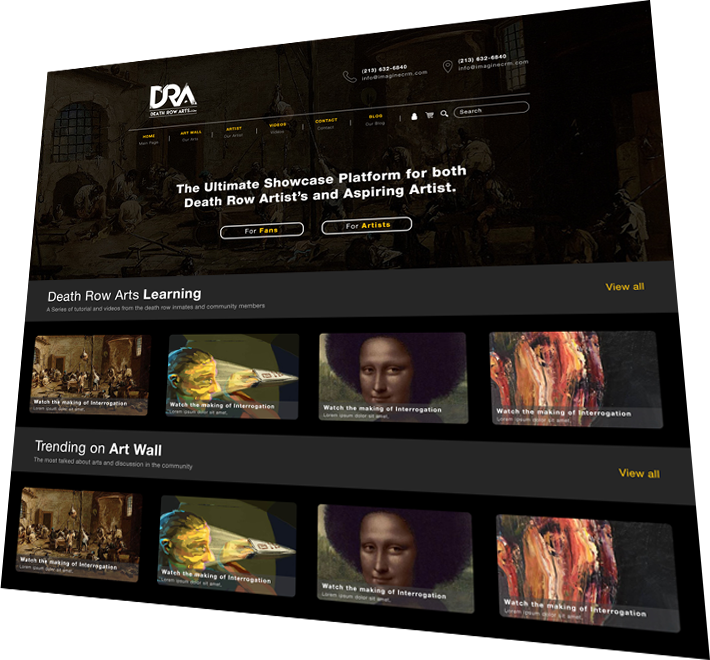 DRA
DEATH ROW ARTS.com
(213) 632-6840
info@imaginecrm.com
(213) 632-6840
info@imaginecrm.com
HOME
Main Page
ART WALL
Our Arts
ARTIST
Our Artist
VIDEOS
Videos
CONTACT
Contact
BLOG
Our Blog
Search
The Ultimate Showcase Platform for both
Death Row Artist's and Aspiring Artist.
For Fans
For Artists
Death Row Arts Learning
View all
A Series of tutorial and videos from the death row inmates and community members
Watch the making of Interrogation
Lorem ipsum dolor sit amet,
Watch the making of Interrogation
Lorem ipsum dolor sit amet,
Watch the making of Interrogation
Lorem ipsum dolor sit amet,
Watch the making of Interrogation
Lorem ipsum dolor sit amet,
Trending on Art Wall
View all
The most talked about arts and discussion in the community
Watch the making of Interrogation
Lorem ipsum dolor sit amet,
Watch the making of Interrogation
Lorem ipsum dolor sit amet,
Watch the making of Interrogation
Lorem ipsum dolor sit amet,
Watch the making of Interrogation
Lorem ipsum dolor sit amet,